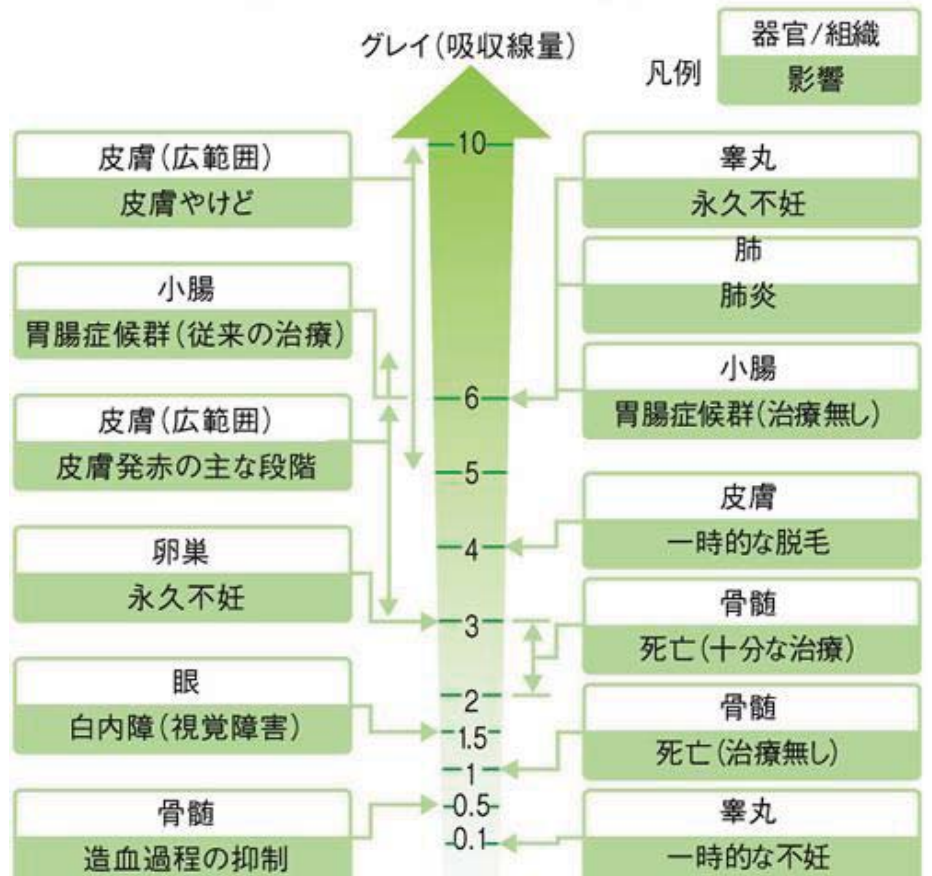 グレイ(吸収線量)
凡例
器官/組織
影響
皮膚(広範囲)
皮膚やけど
小腸
胃腸症候群(従来の治療)
皮膚(広範囲)
皮膚発赤の主な段階
卵巣
永久不妊
眼
白内障(視覚障害)
骨髄
造血過程の抑制
10
6
5
4
3
2
1.5
1
0.5
0.1
睾丸
永久不妊
肺
肺炎
小腸
胃腸症候群(治療無し)
皮膚
一時的な脱毛
骨髄
死亡(十分な治療)
骨髄
死亡(治療無し)
睾丸
一時的な不妊